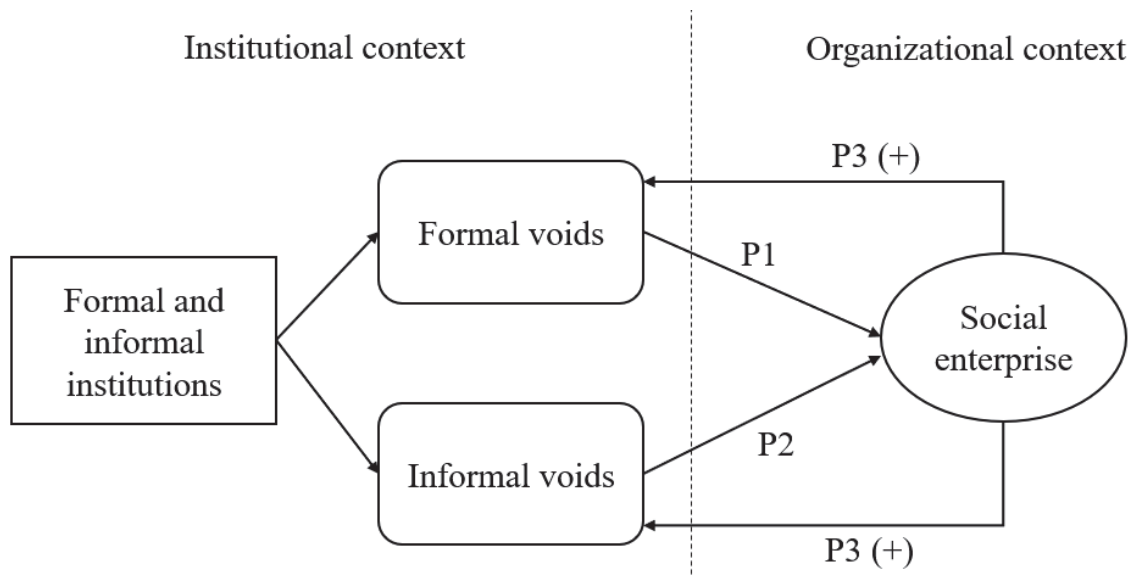 Institutional context
Organizational context
P3 (+)
Formal voids
P1
Formal and
informal
institutions
Social
enterprise
P2
Informal voids
P3 (+)